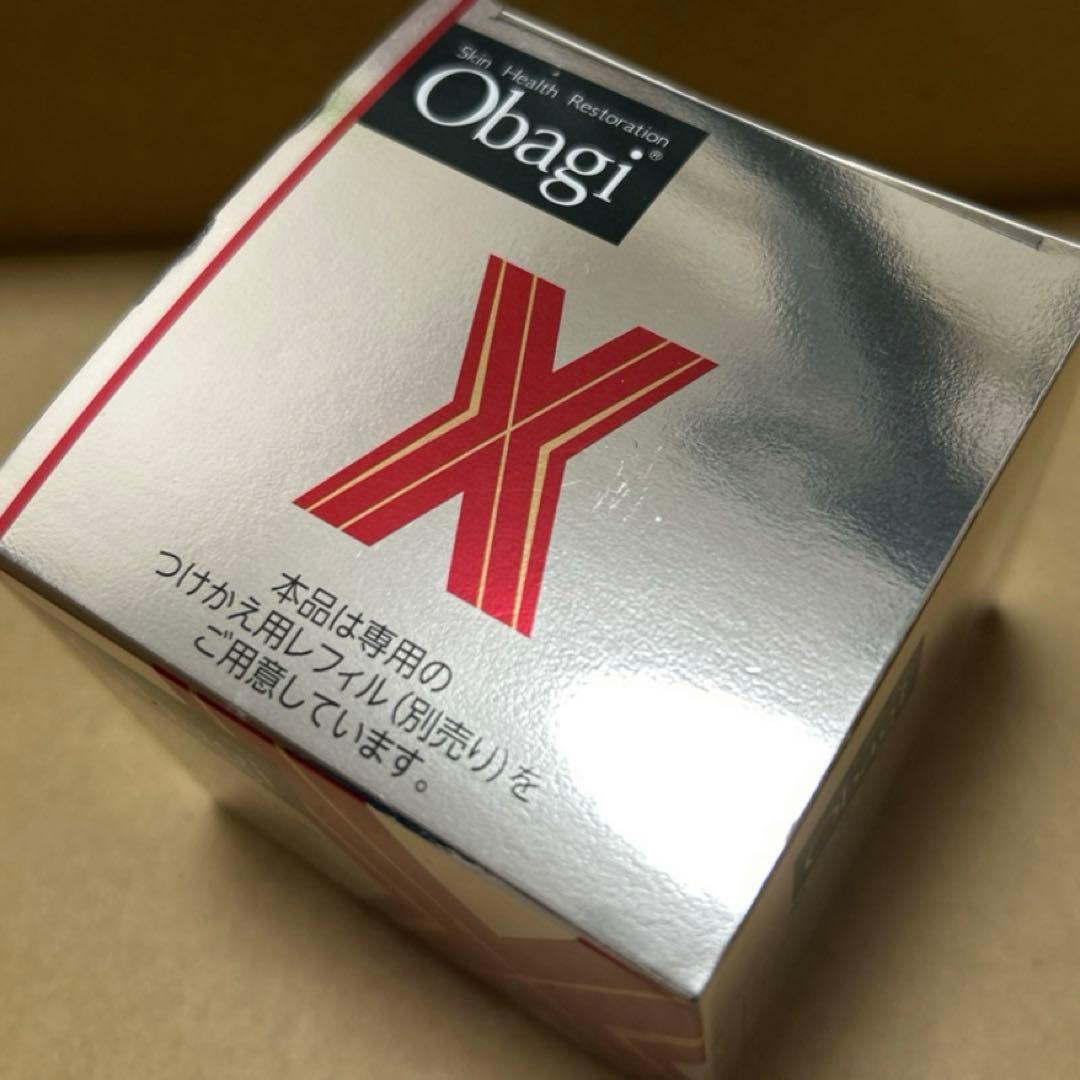 Skin Health Restoration
Obagi®
X
本品は専用の
つけかえ用レフィル(別売り)を
ご用意しています。